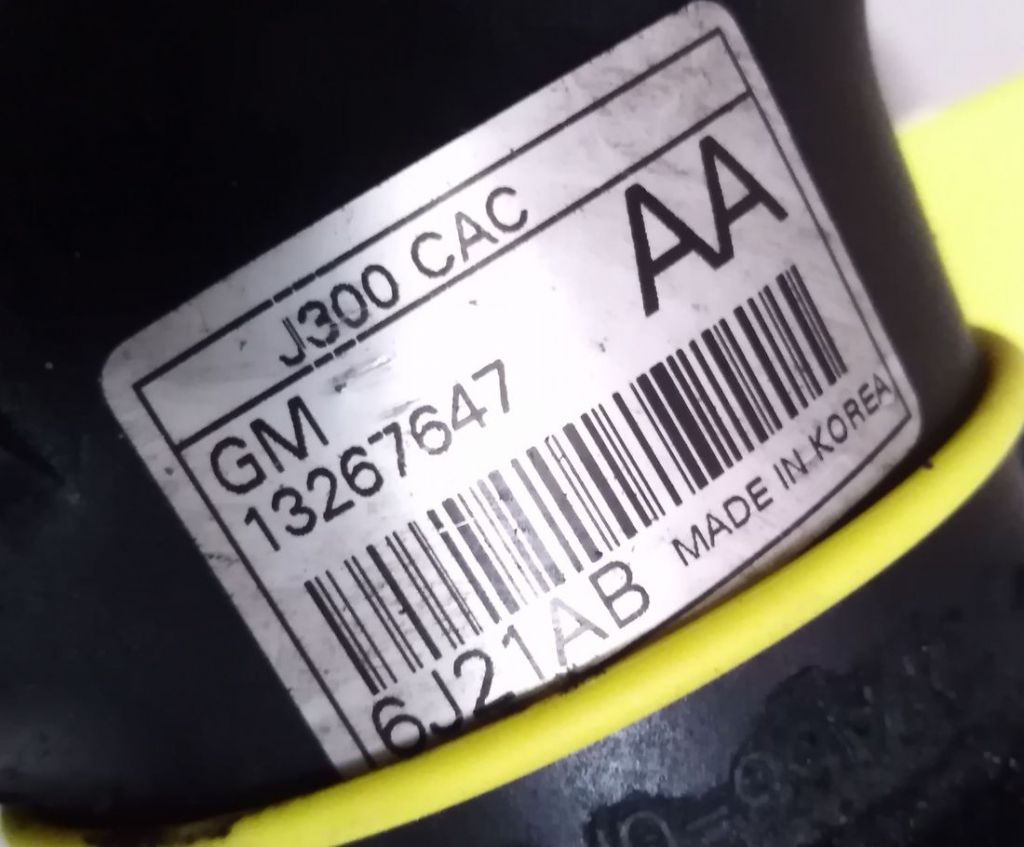 J300 CAC
AA
GM
13267647
MADE IN KOREA
6J21AB